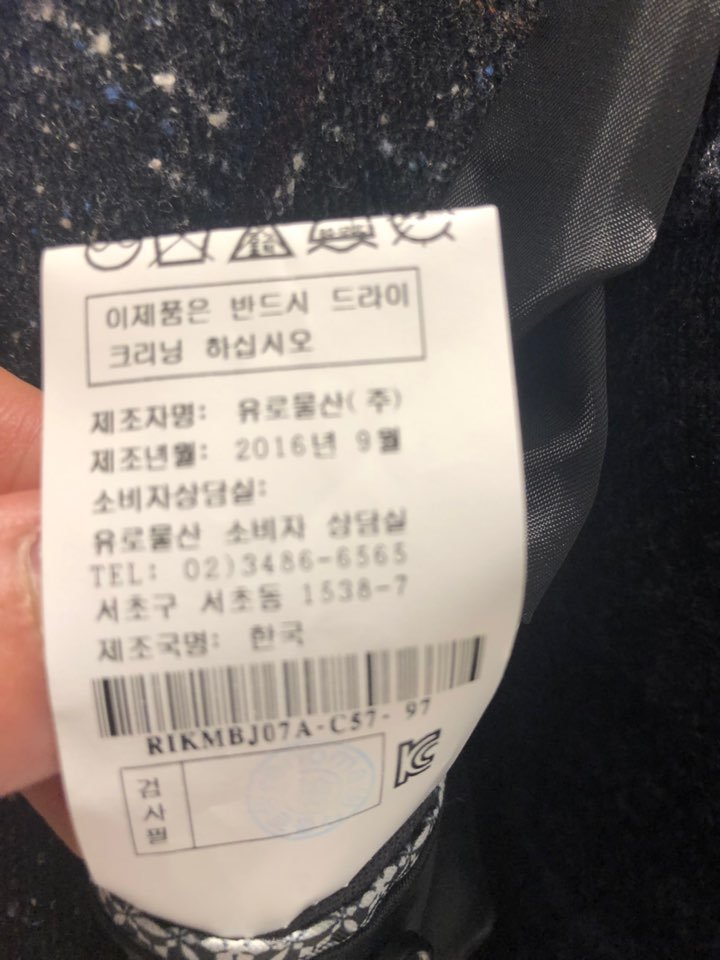 이제품은 반드시 드라이
크리닝 하십시오
제조자명: 유로물산(주)
제조년월: 2016년 9월
소비자상담실:
유로물산 소비자 상담실
TEL: 02)3486-6565
서초구 서초동 1538-7
제조국명: 한국
RIKMBJ07A-C57- 97
검사필